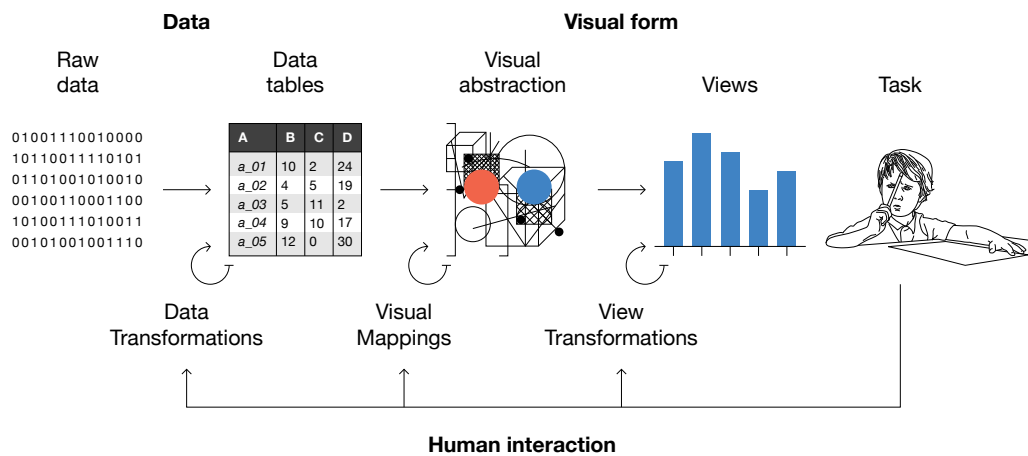 Data
Visual form
Raw
data
Data
tables
Visual
abstraction
Views
Task
01001110010000
10110011110101
01101001010010
00100110001100
10100111010011
00101001001110
A B C D
a_01 10 2 24
a_02 4 5 19
a_03 5 11 2
a_04 9 10 17
a_05 12 0 30
Data
Transformations
Visual
Mappings
View
Transformations
Human interaction